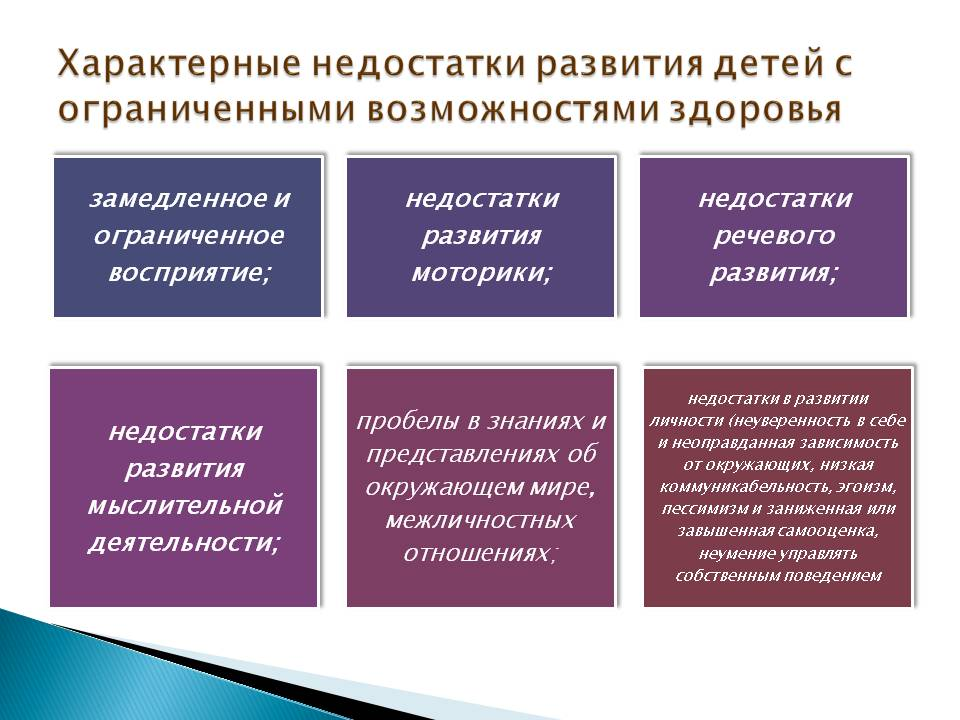 Характерные недостатки развития детей с
ограниченными возможностями здоровья
замедленное и
ограниченное
восприятие;
недостатки
развития
моторики;
недостатки
речевого
развития;
недостатки
развития
мыслительной
деятельности;
пробелы в знаниях и
представлениях об
окружающем мире,
межличностных
отношениях;
недостатки в развитии
личности (неуверенность в себе
и неоправданная зависимость
от окружающих, низкая
коммуникабельность, эгоизм,
пессимизм и заниженная или
завышенная самооценка,
неумение управлять
собственным поведением